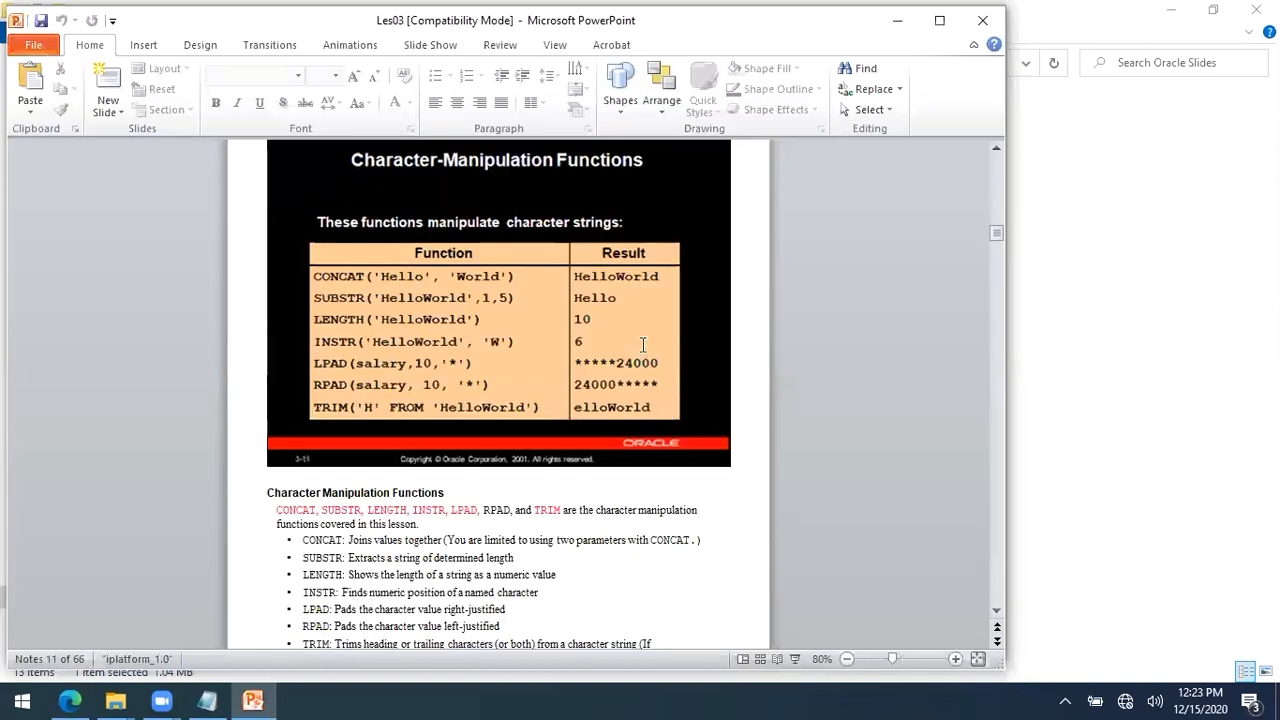 Les03 [Compatibility Mode] - Microsoft PowerPoint
File Home Insert Design Transitions Animations Slide Show Review View Acrobat
Search Oracle Slides
Paste
New
Slide
Layout
Reset
Section
Shapes
Arrange
Quick
Styles
Shape Fill
Shape Outline
Shape Effects
Find
Replace
Select
Clipboard Slides Font Paragraph Drawing Editing
Character-Manipulation Functions
These functions manipulate character strings:
Function Result
CONCAT('Hello', 'World') HelloWorld
SUBSTR('HelloWorld',1,5) Hello
LENGTH('HelloWorld') 10
INSTR('HelloWorld', 'W') 6
LPAD(salary,10,'*') *****24000
RPAD(salary, 10, '*') 24000*****
TRIM('H' FROM 'HelloWorld') elloWorld
ORACLE
3-11 Copyright © Oracle Corporation, 2001. All rights reserved.
Character Manipulation Functions
CONCAT, SUBSTR, LENGTH, INSTR, LPAD, RPAD, and TRIM are the character manipulation
functions covered in this lesson.
• CONCAT: Joins values together (You are limited to using two parameters with CONCAT.)
• SUBSTR: Extracts a string of determined length
• LENGTH: Shows the length of a string as a numeric value
• INSTR: Finds numeric position of a named character
• LPAD: Pads the character value right-justified
• RPAD: Pads the character value left-justified
• TRIM: Trims heading or trailing characters (or both) from a character string (If
Notes 11 of 66 "iplatform_1.0" 80%
13 items 1 item selected 1.04 MB
12:23 PM
12/15/2020
3